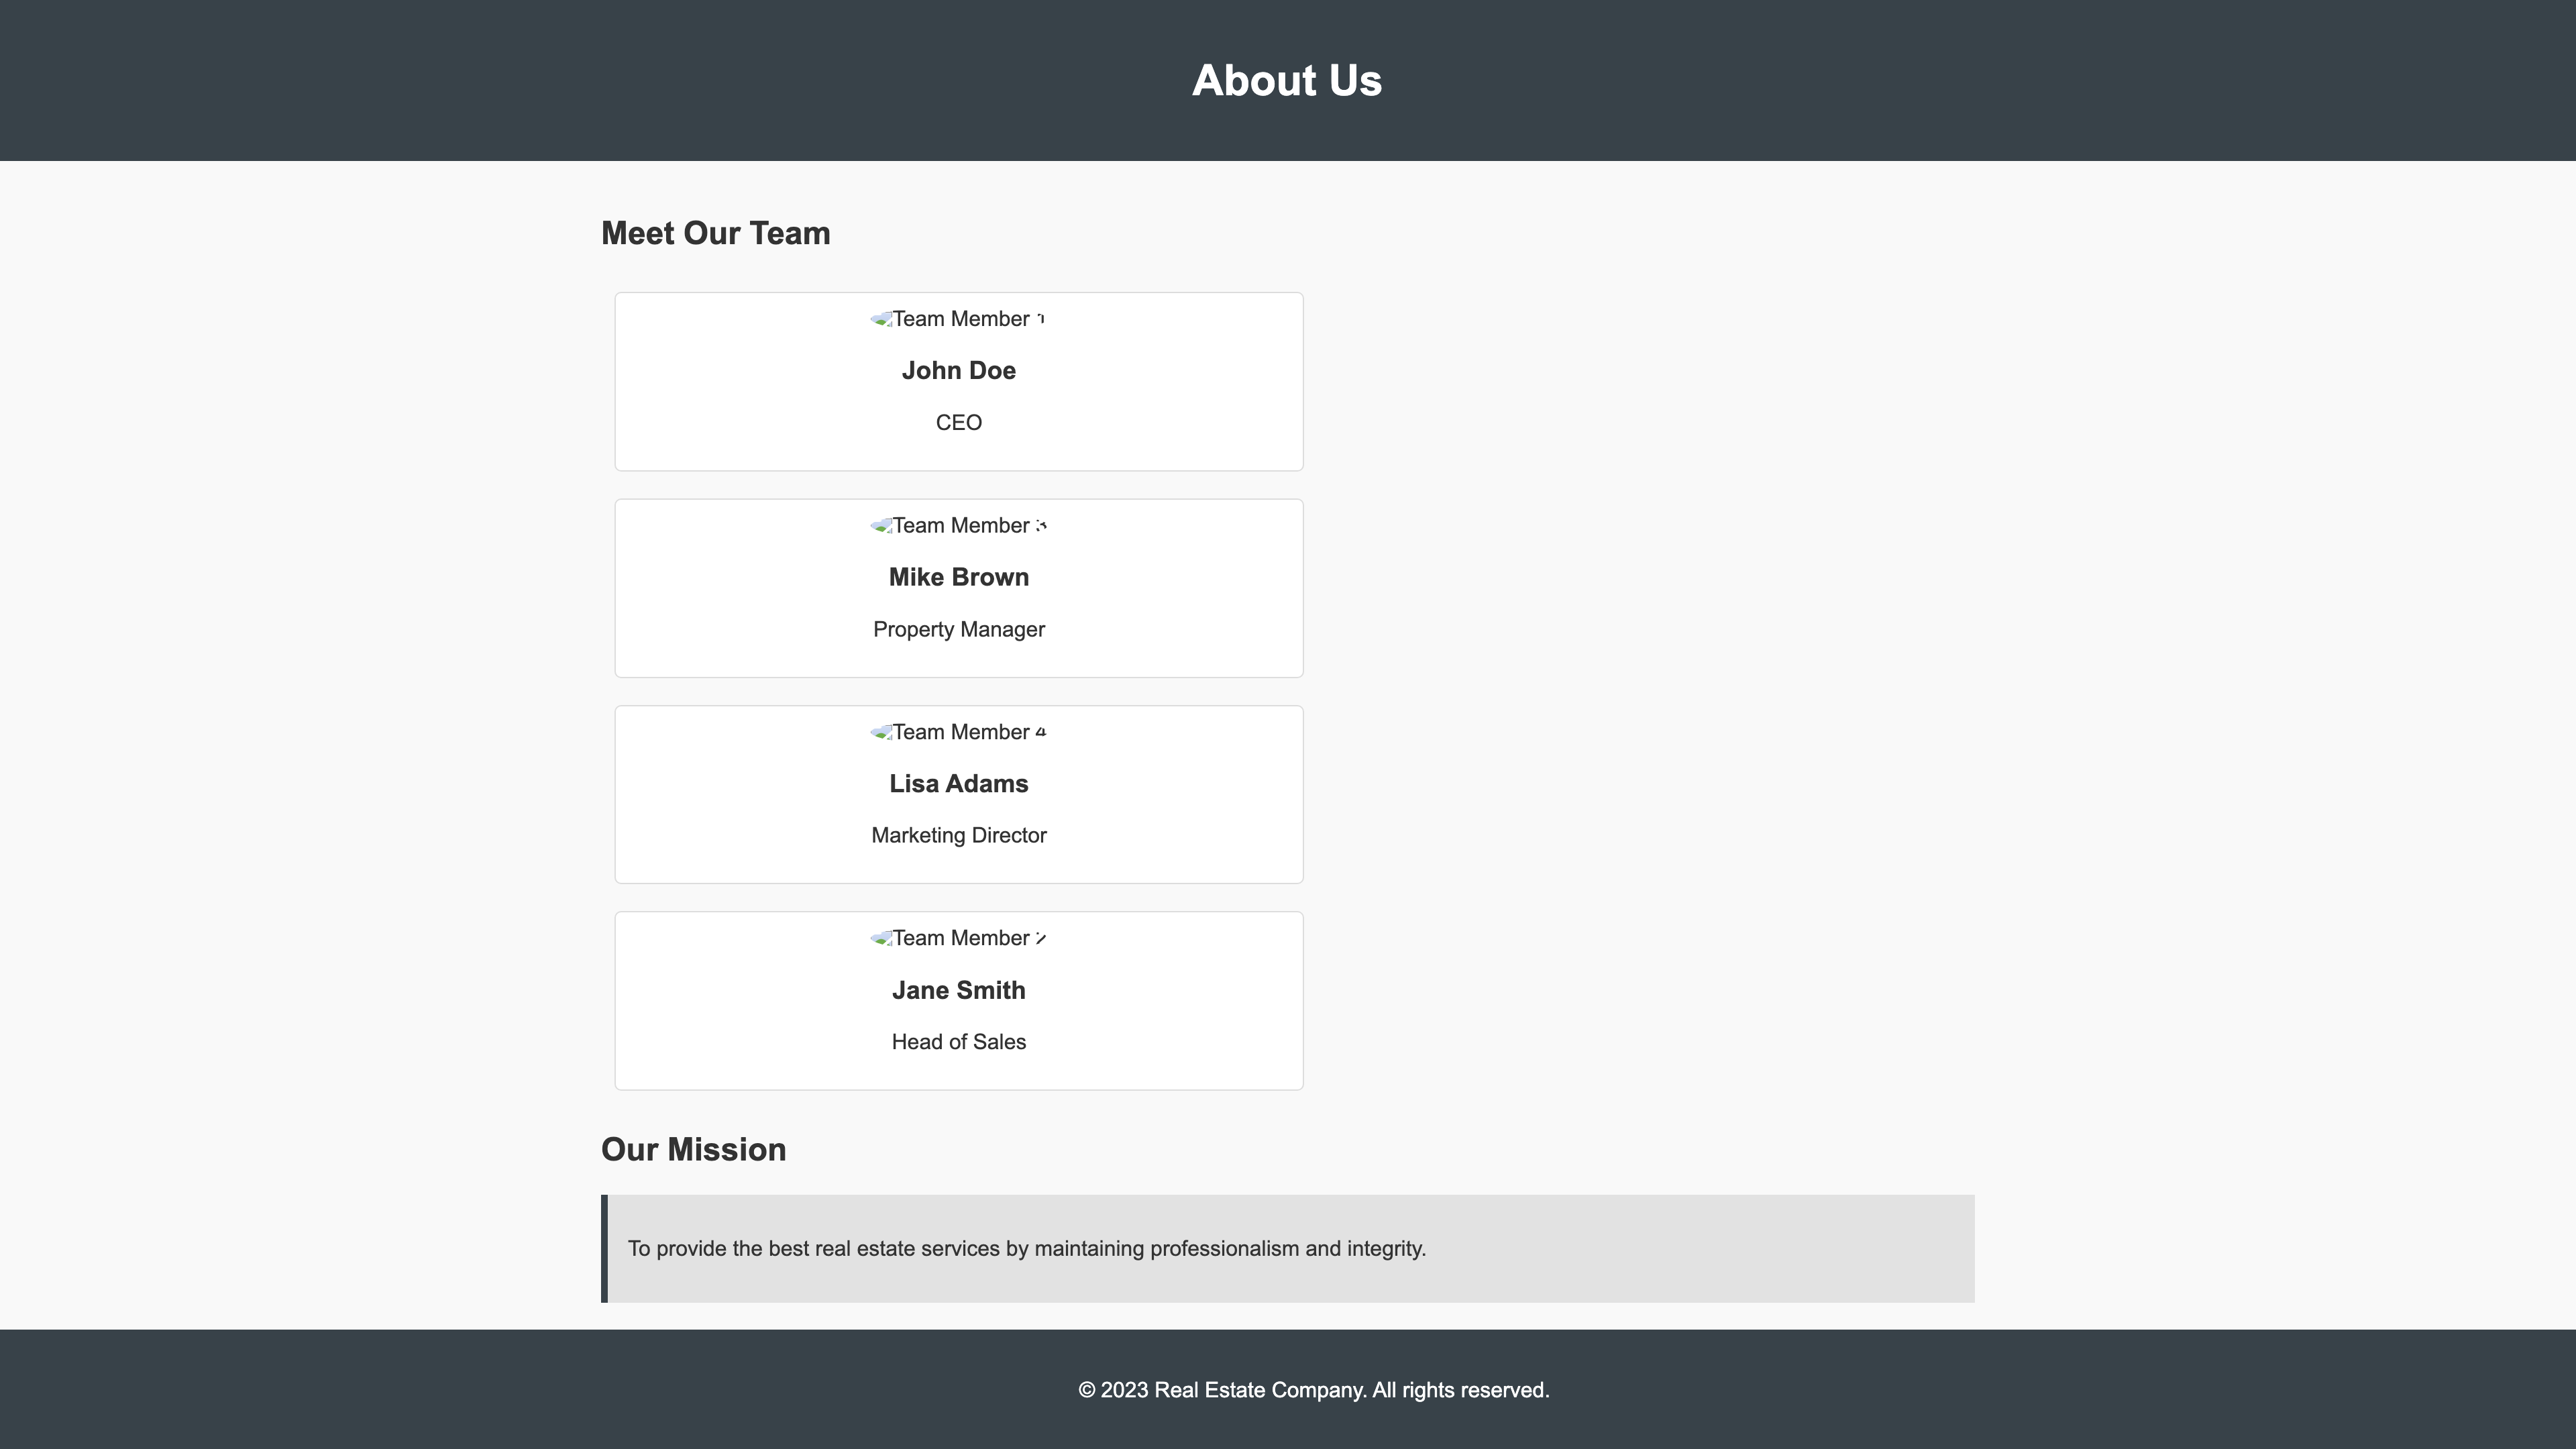 About Us
Meet Our Team
Team Member 1
John Doe
CEO
Team Member 3
Mike Brown
Property Manager
Team Member 4
Lisa Adams
Marketing Director
Team Member 2
Jane Smith
Head of Sales
Our Mission
To provide the best real estate services by maintaining professionalism and integrity.
© 2023 Real Estate Company. All rights reserved.